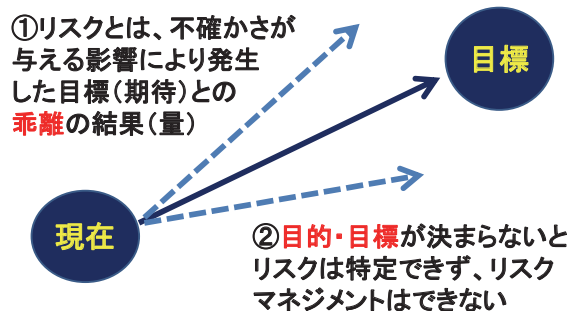 ①リスクとは、不確かさが
与える影響により発生
した目標（期待）との
乖離の結果（量）
目標
現在
②目的・目標が決まらないと
リスクは特定できず、リスク
マネジメントはできない